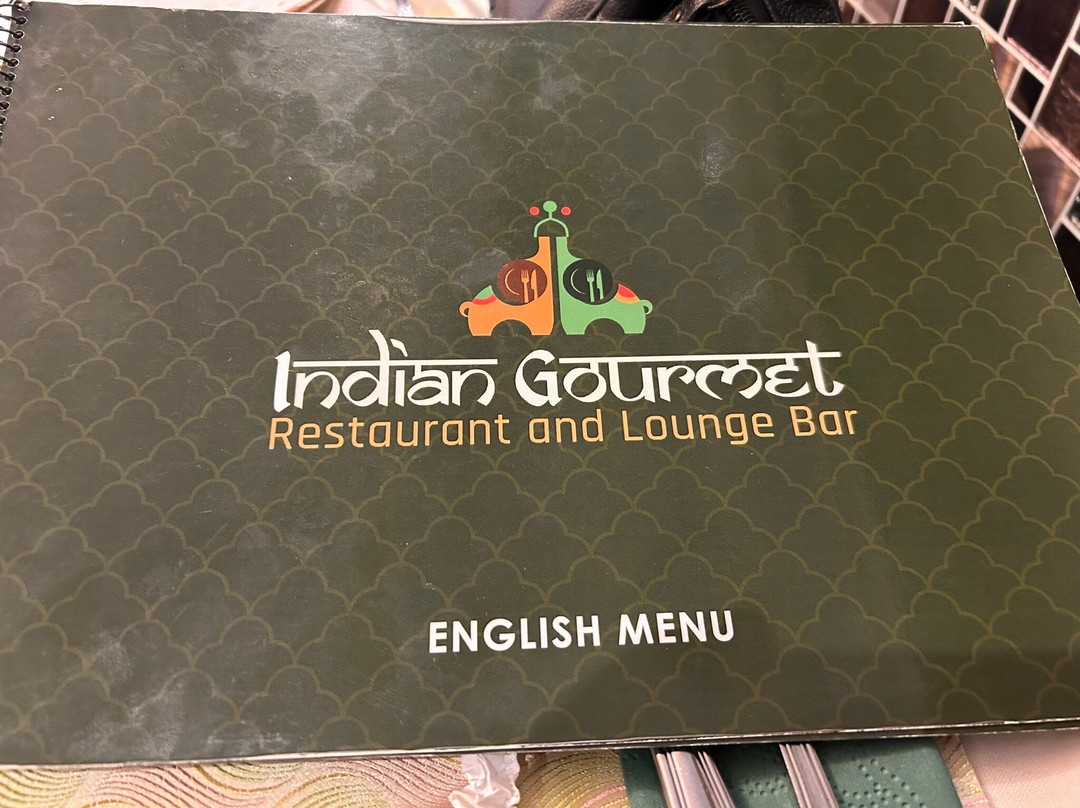 Indian Gourmet
Restaurant and Lounge Bar
ENGLISH MENU